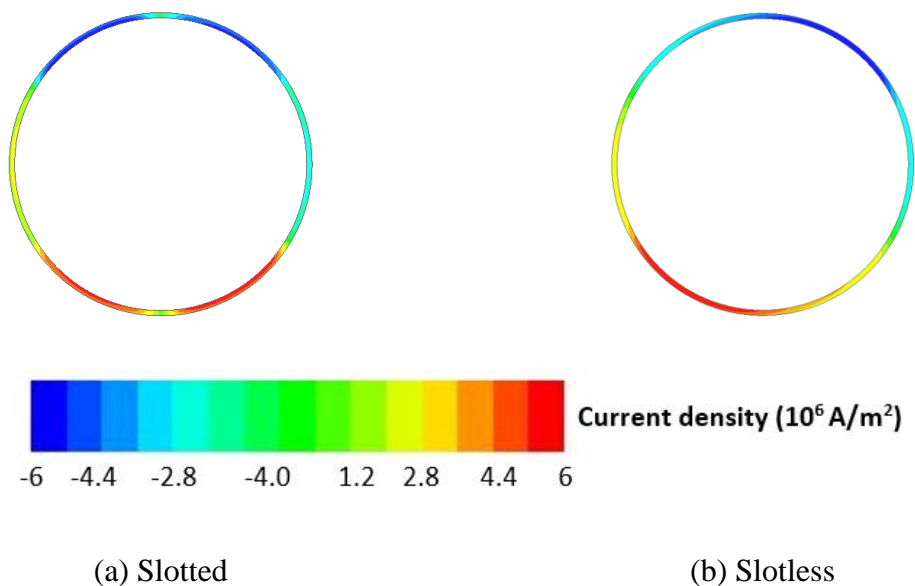 Current density (10⁶ A/m²)
-6 -4.4 -2.8 -4.0 1.2 2.8 4.4 6
(a) Slotted (b) Slotless